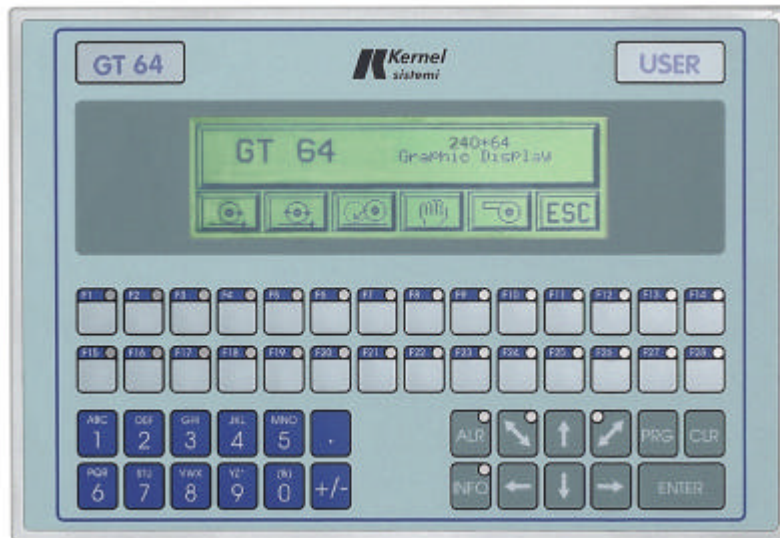 GT 64
Kernel
sistemi
USER
GT 64
240*64
Graphic Display
ESC
F1 F2 F3 F4 F5 F6 F7 F8 F9 F10 F11 F12 F13 F14
F15 F16 F17 F18 F19 F20 F21 F22 F23 F24 F25 F26 F27 F28
ABC DEF GHI JKL MNO
1 2 3 4 5 . ALR PRG CLR
PQR STU VWX YZ*
6 7 8 9 0 +/- INFO ENTER